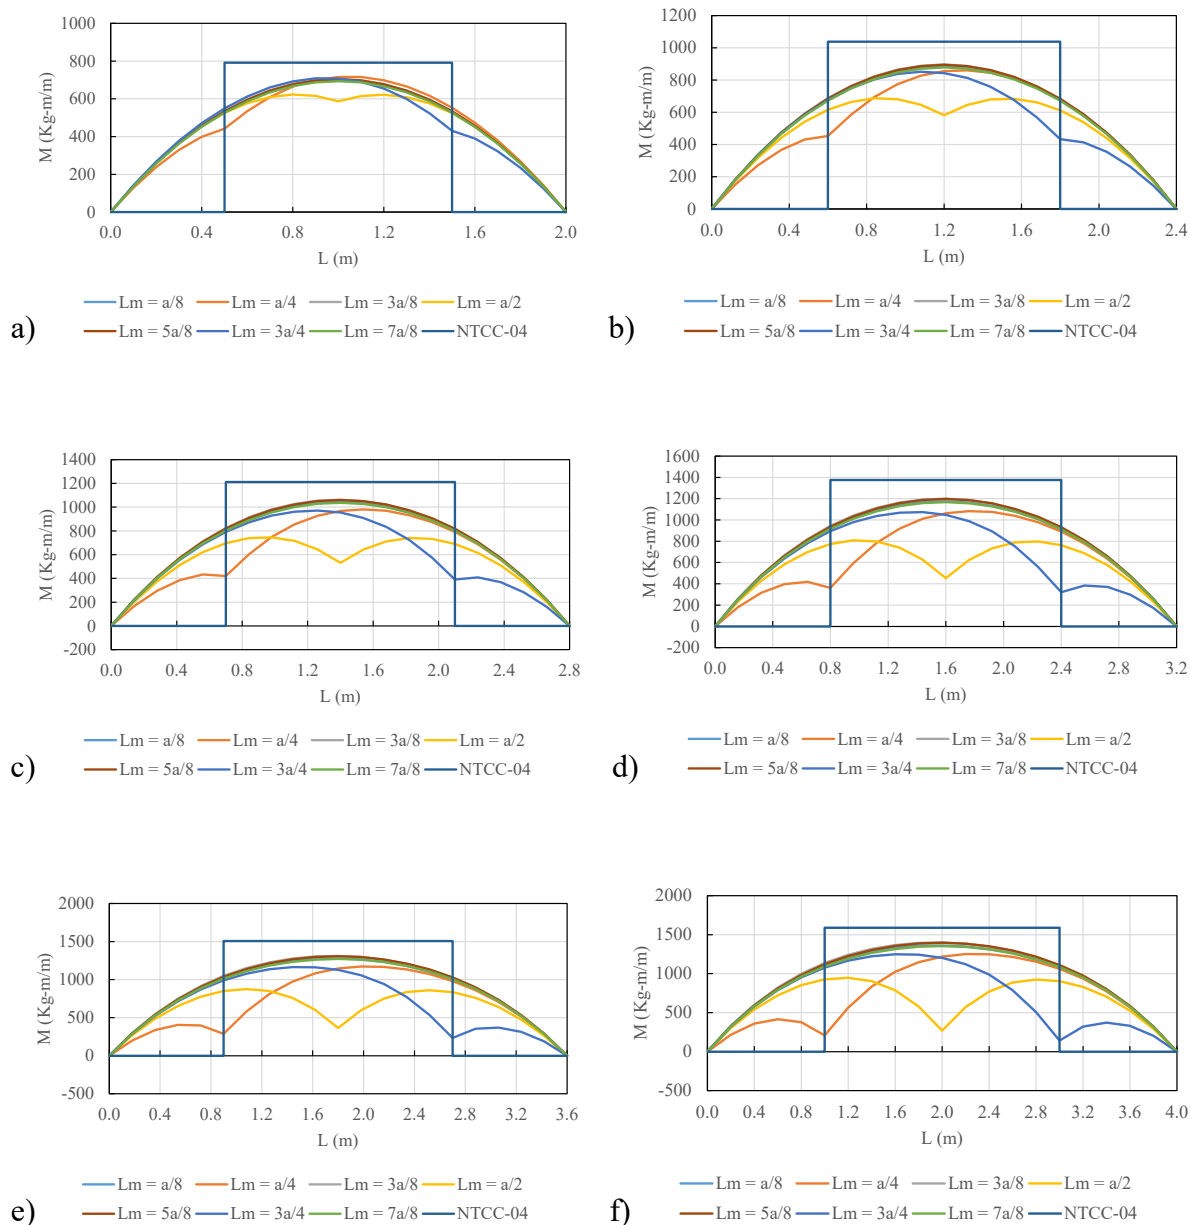 1000
800
600
400
200
0
M (Kg-m/m)
0.0 0.4 0.8 1.2 1.6 2.0
L (m)
Lm = a/8 Lm = a/4 Lm = 3a/8 Lm = a/2
Lm = 5a/8 Lm = 3a/4 Lm = 7a/8 NTCC-04
a)
1200
1000
800
600
400
200
0
M (Kg-m/m)
0.0 0.4 0.8 1.2 1.6 2.0 2.4
L (m)
Lm = a/8 Lm = a/4 Lm = 3a/8 Lm = a/2
Lm = 5a/8 Lm = 3a/4 Lm = 7a/8 NTCC-04
b)
1400
1200
1000
800
600
400
200
0
-200
M (Kg-m/m)
0.0 0.4 0.8 1.2 1.6 2.0 2.4 2.8
L (m)
Lm = a/8 Lm = a/4 Lm = 3a/8 Lm = a/2
Lm = 5a/8 Lm = 3a/4 Lm = 7a/8 NTCC-04
c)
1600
1400
1200
1000
800
600
400
200
0
-200
M (Kg-m/m)
0.0 0.4 0.8 1.2 1.6 2.0 2.4 2.8 3.2
L (m)
Lm = a/8 Lm = a/4 Lm = 3a/8 Lm = a/2
Lm = 5a/8 Lm = 3a/4 Lm = 7a/8 NTCC-04
d)
2000
1500
1000
500
0
-500
M (Kg-m/m)
0.0 0.4 0.8 1.2 1.6 2.0 2.4 2.8 3.2 3.6
L (m)
Lm = a/8 Lm = a/4 Lm = 3a/8 Lm = a/2
Lm = 5a/8 Lm = 3a/4 Lm = 7a/8 NTCC-04
e)
2000
1500
1000
500
0
-500
M (Kg-m/m)
0.0 0.4 0.8 1.2 1.6 2.0 2.4 2.8 3.2 3.6 4.0
L (m)
Lm = a/8 Lm = a/4 Lm = 3a/8 Lm = a/2
Lm = 5a/8 Lm = 3a/4 Lm = 7a/8 NTCC-04
f)